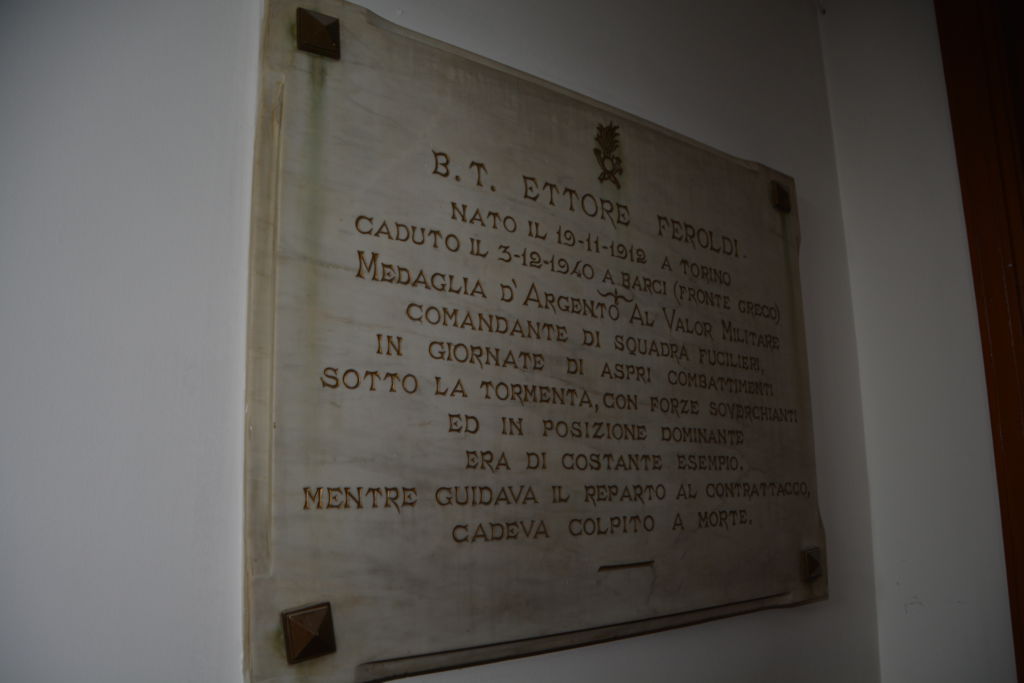 B.T. ETTORE FEROLDI.
NATO IL 19-11-1912 A TORINO
CADUTO IL 3-12-1940 A BARCI (FRONTE GRECO)
MEDAGLIA D'ARGENTO AL VALOR MILITARE
COMANDANTE DI SQUADRA FUCILIERI,
IN GIORNATE DI ASPRI COMBATTIMENTI
SOTTO LA TORMENTA, CON FORZE SOVERCHIANTI
ED IN POSIZIONE DOMINANTE
ERA DI COSTANTE ESEMPIO.
MENTRE GUIDAVA IL REPARTO AL CONTRATTACCO,
CADEVA COLPITO A MORTE.